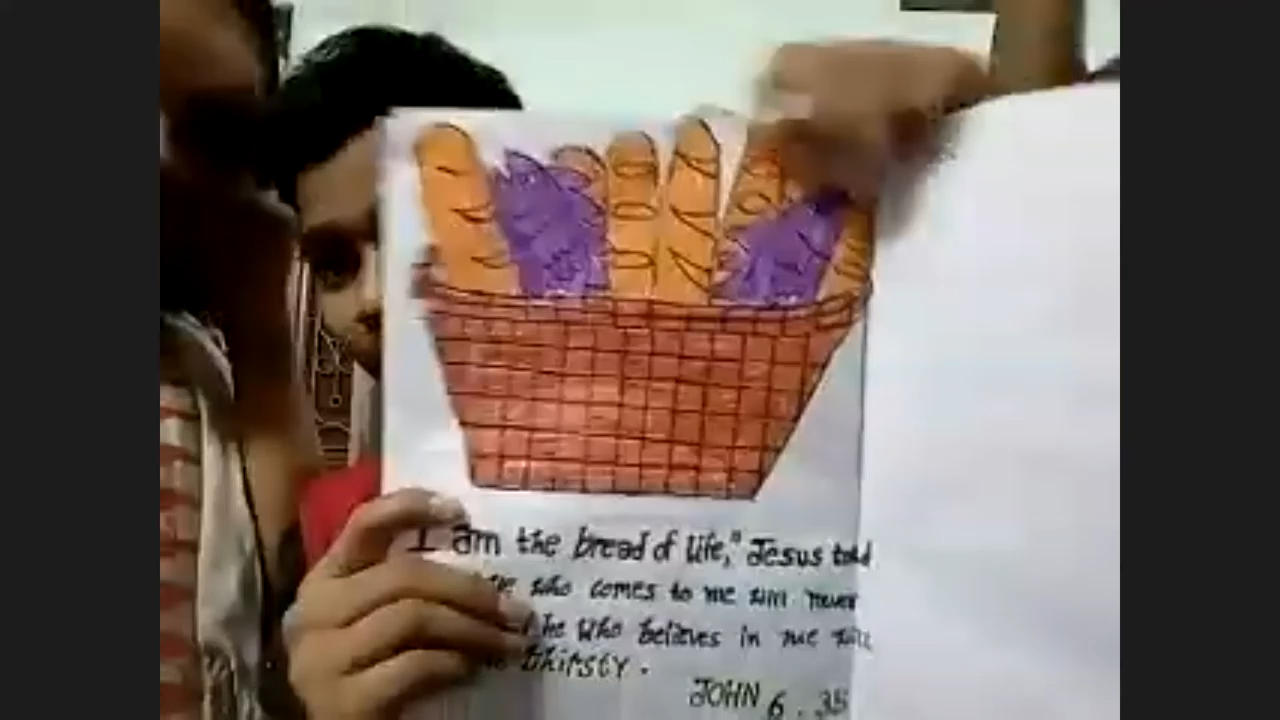 I am the bread of life," Jesus told
who comes to me will never
he who believes in me will
thirsty.
JOHN 6.35